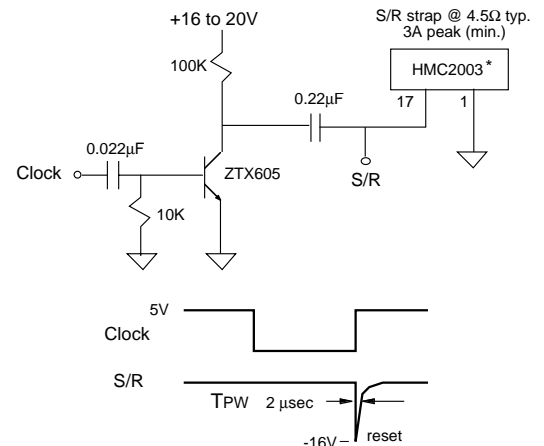 +16 to 20V
S/R strap @ 4.5Ω typ.
3A peak (min.)
100K
HMC2003*
0.22µF
17
1
0.022µF
Clock
ZTX605
S/R
10K
5V
Clock
S/R
TPW 2 µsec
-16V
reset